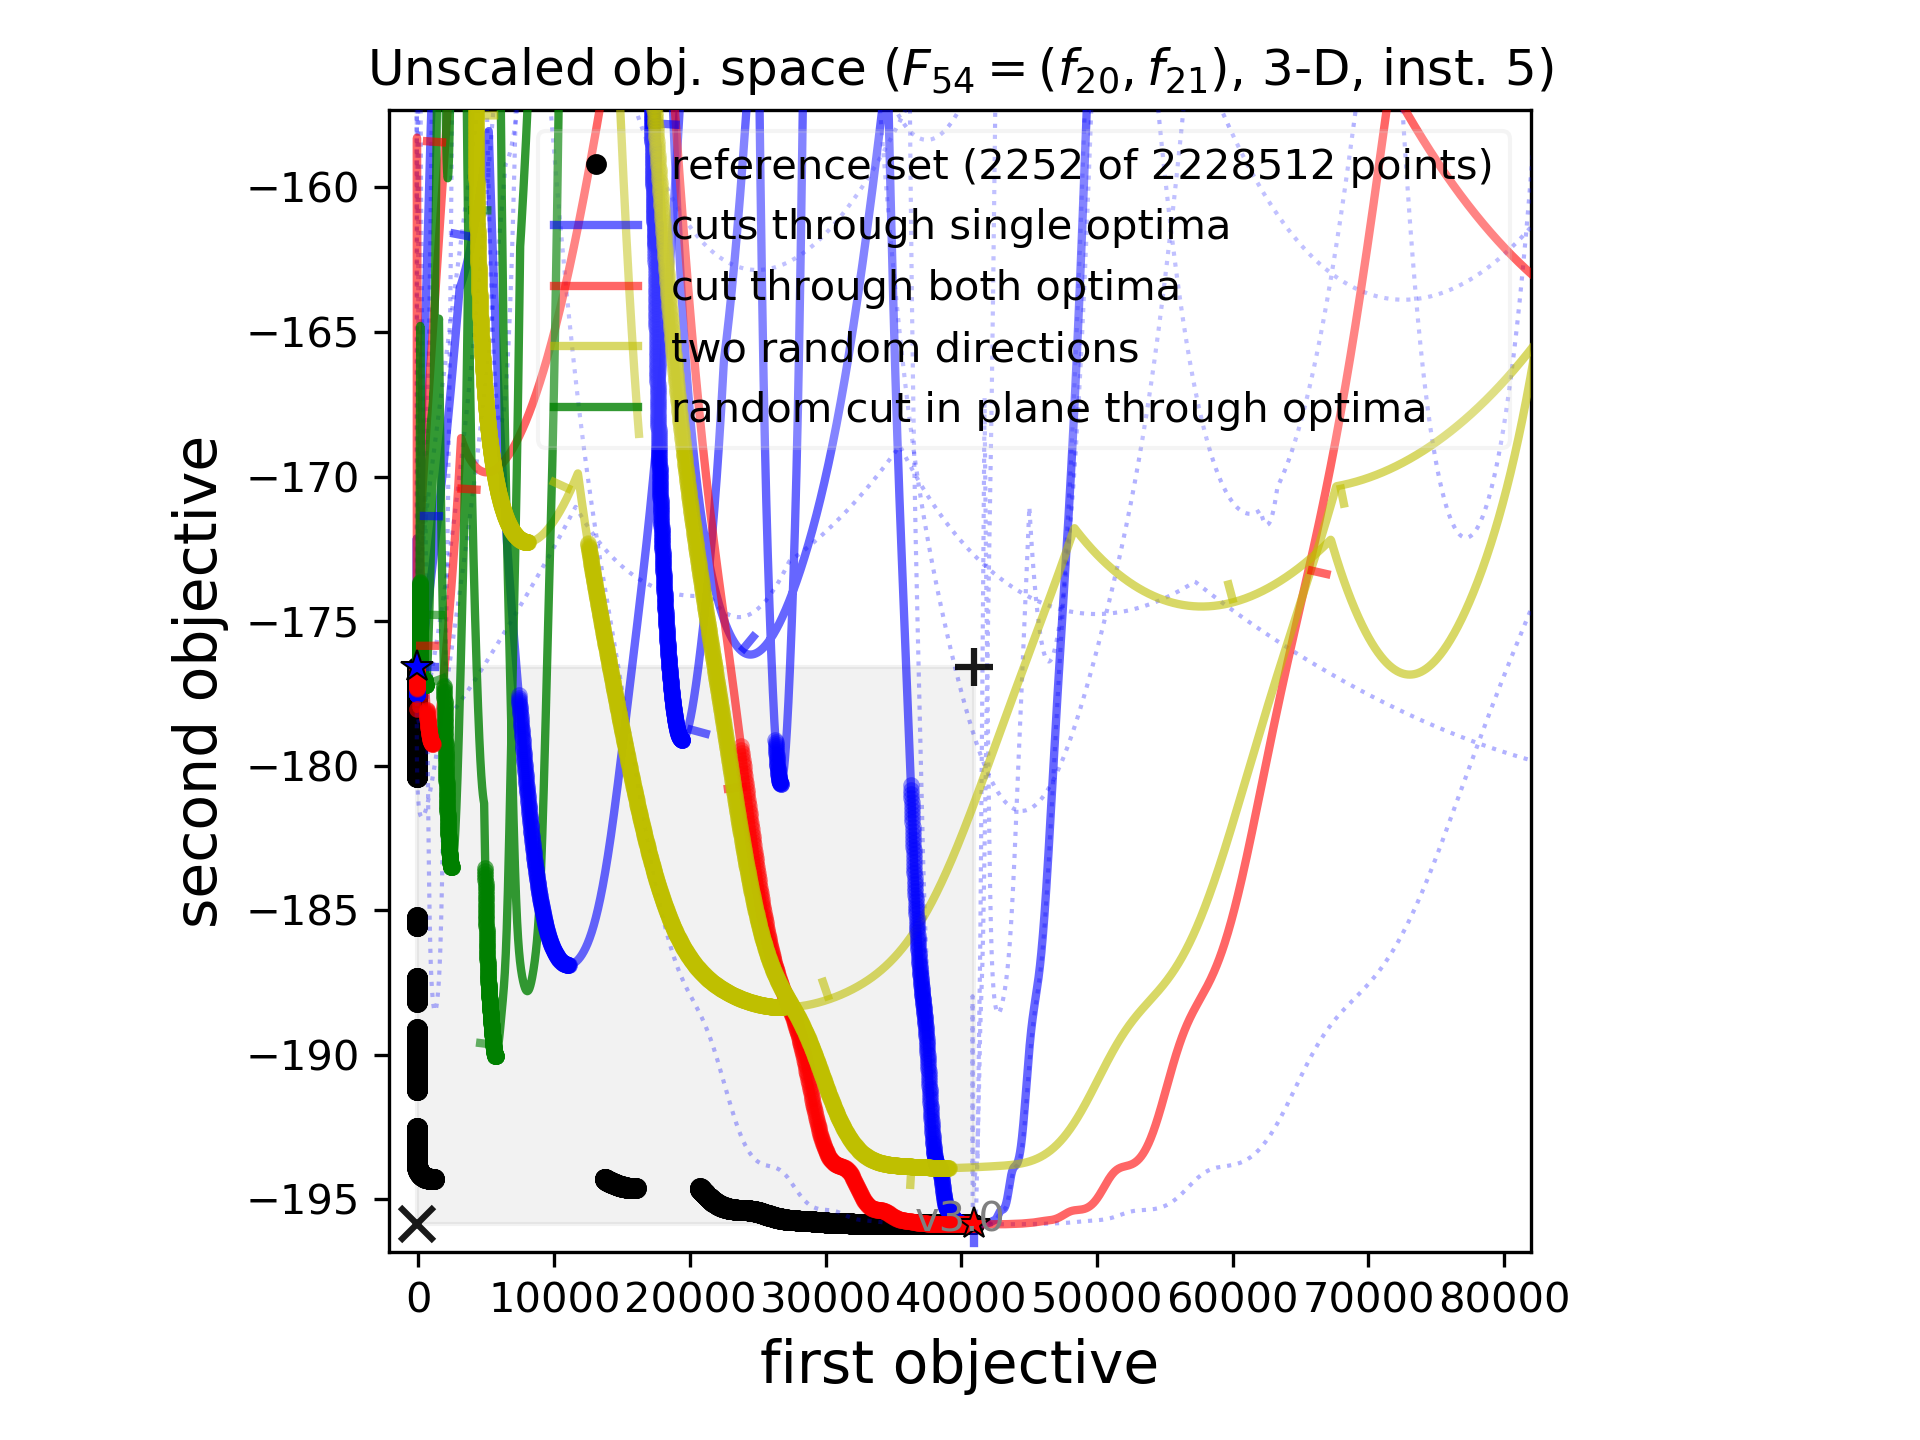 Unscaled obj. space (F54 = (f20, f21), 3-D, inst. 5)
reference set (2252 of 2228512 points)
cuts through single optima
cut through both optima
two random directions
random cut in plane through optima
second objective
−160
−165
−170
−175
−180
−185
−190
−195
v3.0
0 10000 20000 30000 40000 50000 60000 70000 80000
first objective